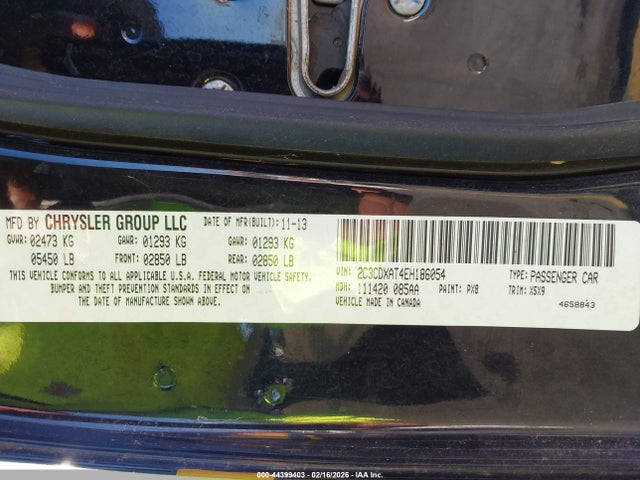 MFD BY CHRYSLER GROUP LLC DATE OF MFR(BUILT): 11-13
GVWR: 02473 KG GAWR: 01293 KG GAWR: 01293 KG
05450 LB FRONT: 02850 LB REAR: 02850 LB
THIS VEHICLE CONFORMS TO ALL APPLICABLE U.S.A. FEDERAL MOTOR VEHICLE SAFETY,
BUMPER AND THEFT PREVENTION STANDARDS IN EFFECT ON
THE DATE OF MANUFACTURE SHOWN ABOVE.
VIN: 2C3CDXAT4EH186054 TYPE: PASSENGER CAR
MDH: 111420 085AA PAINT: PX8 TRIM: X5X9
VEHICLE MADE IN CANADA 4658843
000-44399403 - 02/16/2026 - IAA Inc.